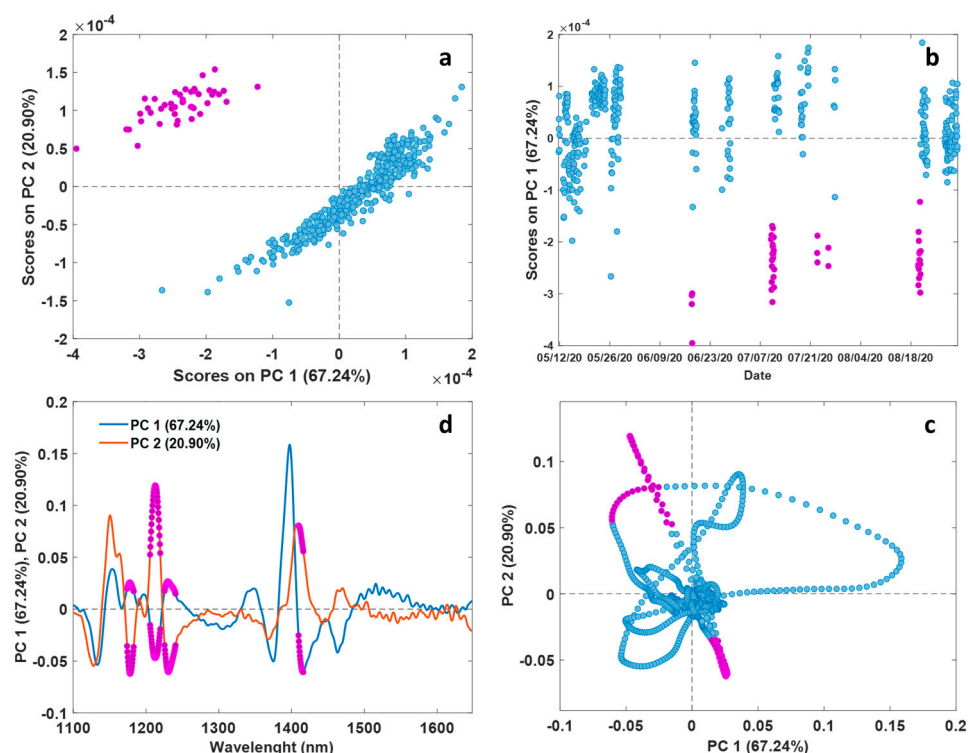 × 10⁻⁴
a
2
1.5
1
0.5
0
-0.5
-1
-1.5
-2
Scores on PC 2 (20.90%)
-4 -3 -2 -1 0 1 2
Scores on PC 1 (67.24%)
× 10⁻⁴
× 10⁻⁴
b
2
1
0
-1
-2
-3
-4
Scores on PC 1 (67.24%)
05/12/20 05/26/20 06/09/20 06/23/20 07/07/20 07/21/20 08/04/20 08/18/20
Date
d
PC 1 (67.24%)
PC 2 (20.90%)
0.2
0.15
0.1
0.05
0
-0.05
-0.1
PC 1 (67.24%), PC 2 (20.90%)
1100 1200 1300 1400 1500 1600
Wavelenght (nm)
c
0.1
0.05
0
-0.05
PC 2 (20.90%)
-0.1 -0.05 0 0.05 0.1 0.15 0.2
PC 1 (67.24%)